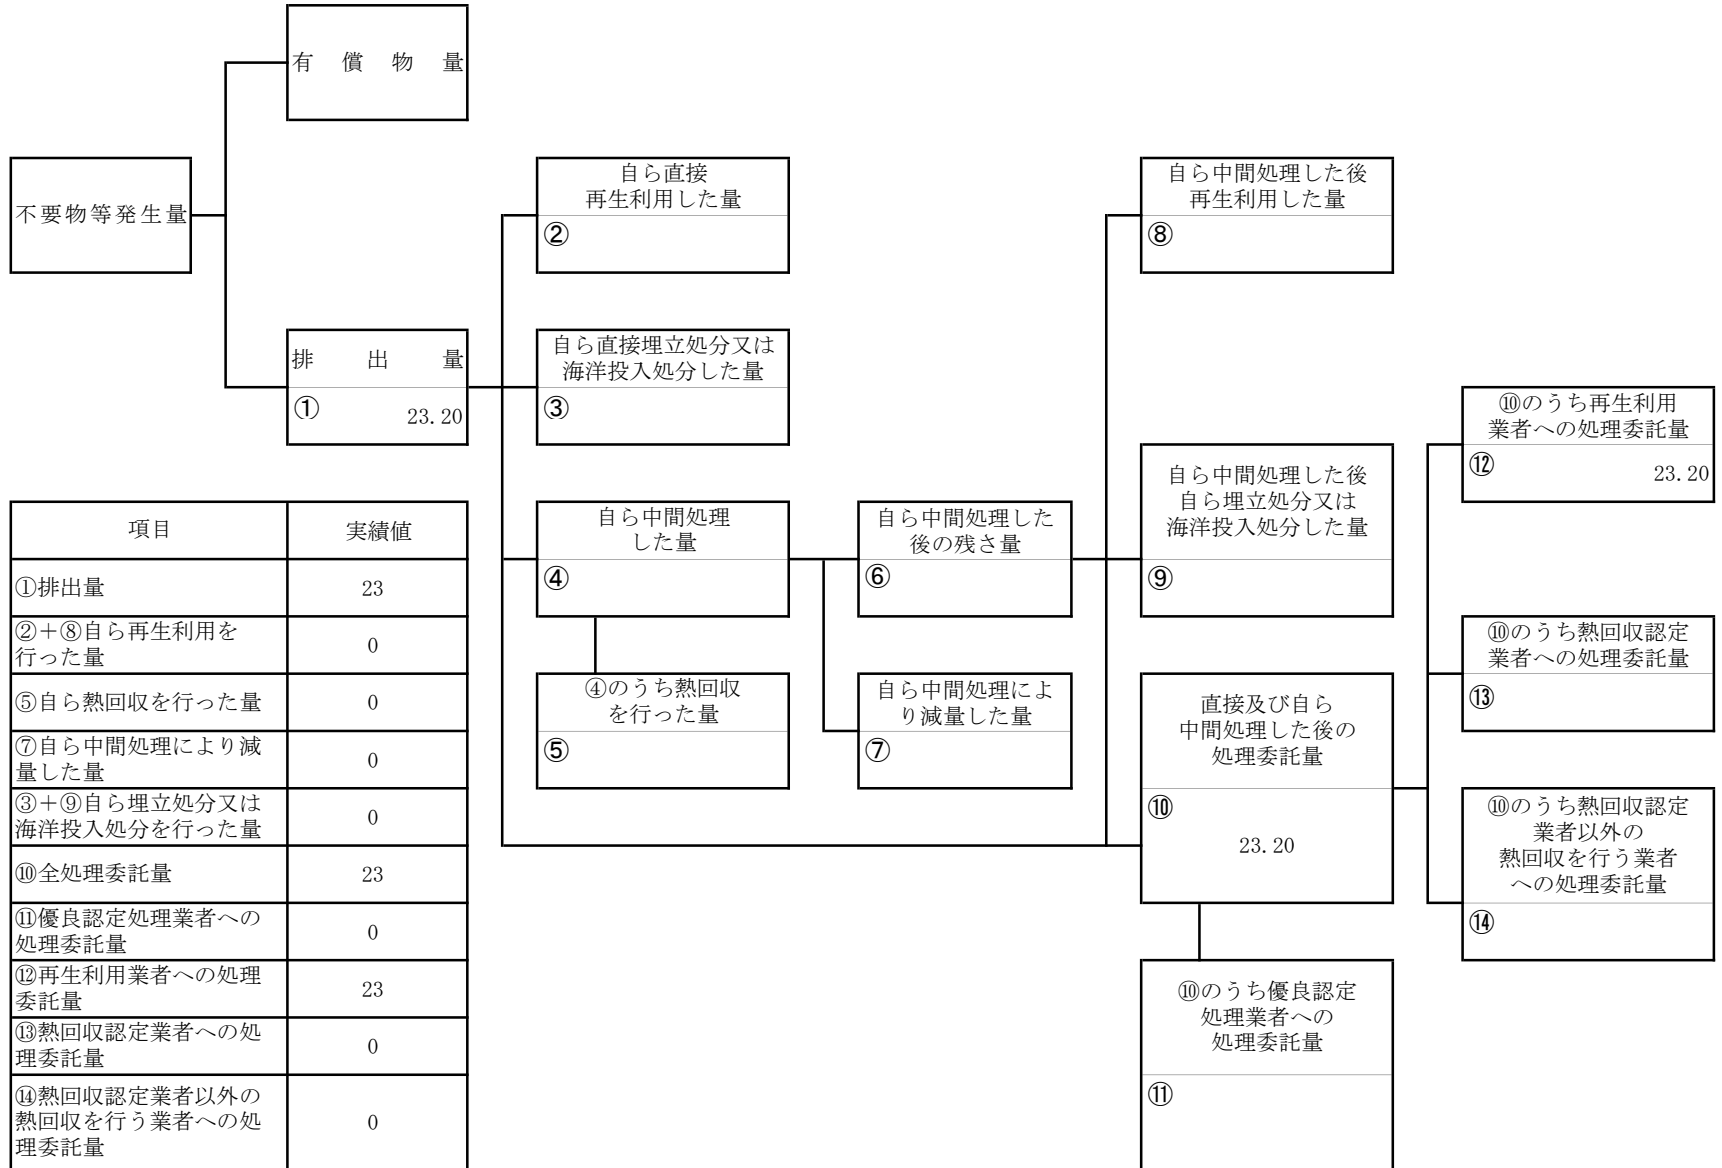 有償物量
不要物等発生量
排出量
①
23.20
自ら直接
再生利用した量
②
自ら直接埋立処分又は
海洋投入処分した量
③
自ら中間処理
した量
④
④のうち熱回収
を行った量
⑤
自ら中間処理した
後の残さ量
⑥
自ら中間処理によ
り減量した量
⑦
自ら中間処理した後
再生利用した量
⑧
自ら中間処理した後
自ら埋立処分又は
海洋投入処分した量
⑨
直接及び自ら
中間処理した後の
処理委託量
⑩
23.20
⑩のうち優良認定
処理業者への
処理委託量
⑪
⑩のうち再生利用
業者への処理委託量
⑫
23.20
⑩のうち熱回収認定
業者への処理委託量
⑬
⑩のうち熱回収認定
業者以外の
熱回収を行う業者
への処理委託量
⑭
項目 実績値
①排出量 23
②＋⑧自ら再生利用を
行った量 0
⑤自ら熱回収を行った量 0
⑦自ら中間処理により減
量した量 0
③＋⑨自ら埋立処分又は
海洋投入処分を行った量 0
⑩全処理委託量 23
⑪優良認定処理業者への
処理委託量 0
⑫再生利用業者への処理
委託量 23
⑬熱回収認定業者への処
理委託量 0
⑭熱回収認定業者以外の
熱回収を行う業者への処
理委託量 0